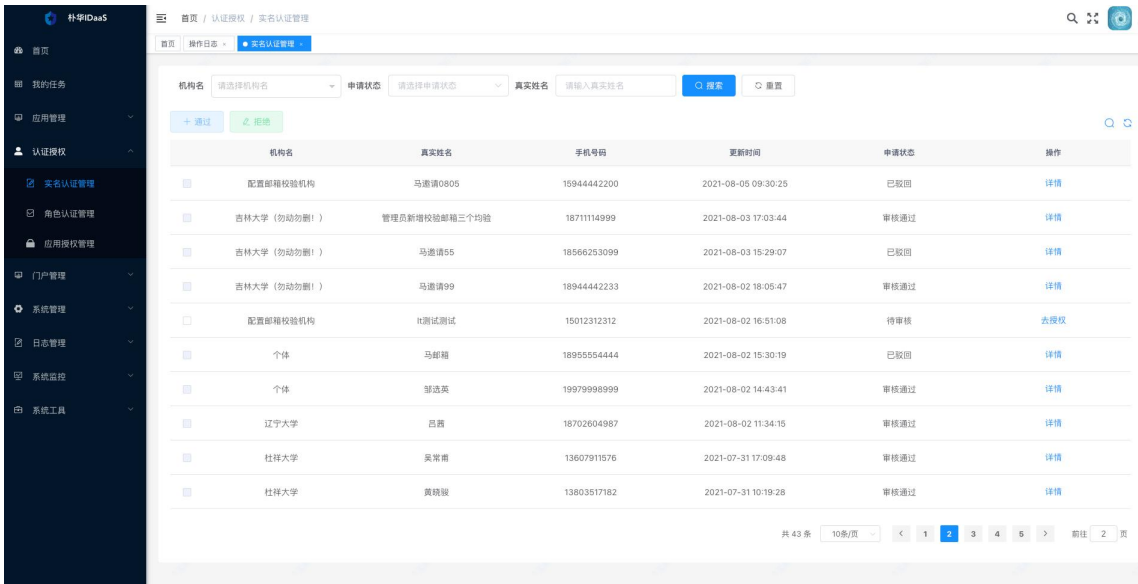 朴华IDaaS
首页 / 认证授权 / 实名认证管理
首页 操作日志 × 实名认证管理 ×
首页
我的任务
应用管理
认证授权
实名认证管理
角色认证管理
应用授权管理
门户管理
系统管理
日志管理
系统监控
系统工具
机构名 请选择机构名 申请状态 请选择申请状态 真实姓名 请输入真实姓名 搜索 重置
+ 通过 拒绝
机构名 真实姓名 手机号码 更新时间 申请状态 操作
配置邮箱校验机构 马邀请0805 15944442200 2021-08-05 09:30:25 已驳回 详情
吉林大学(勿动勿删!) 管理员新增校验邮箱三个均验 18711114999 2021-08-03 17:03:44 审核通过 详情
吉林大学(勿动勿删!) 马邀请55 18566253099 2021-08-03 15:29:07 已驳回 详情
吉林大学(勿动勿删!) 马邀请99 18944442233 2021-08-02 18:05:47 审核通过 详情
配置邮箱校验机构 lt测试测试 15012312312 2021-08-02 16:51:08 待审核 去授权
个体 马邮箱 18955554444 2021-08-02 15:30:19 已驳回 详情
个体 邹选英 19979998999 2021-08-02 14:43:41 审核通过 详情
辽宁大学 吕茜 18702604987 2021-08-02 11:34:15 审核通过 详情
杜祥大学 吴常甫 13607911576 2021-07-31 17:09:48 审核通过 详情
杜祥大学 黄晓骏 13803517182 2021-07-31 10:19:28 审核通过 详情
共 43 条 10条/页 < 1 2 3 4 5 > 前往 2 页